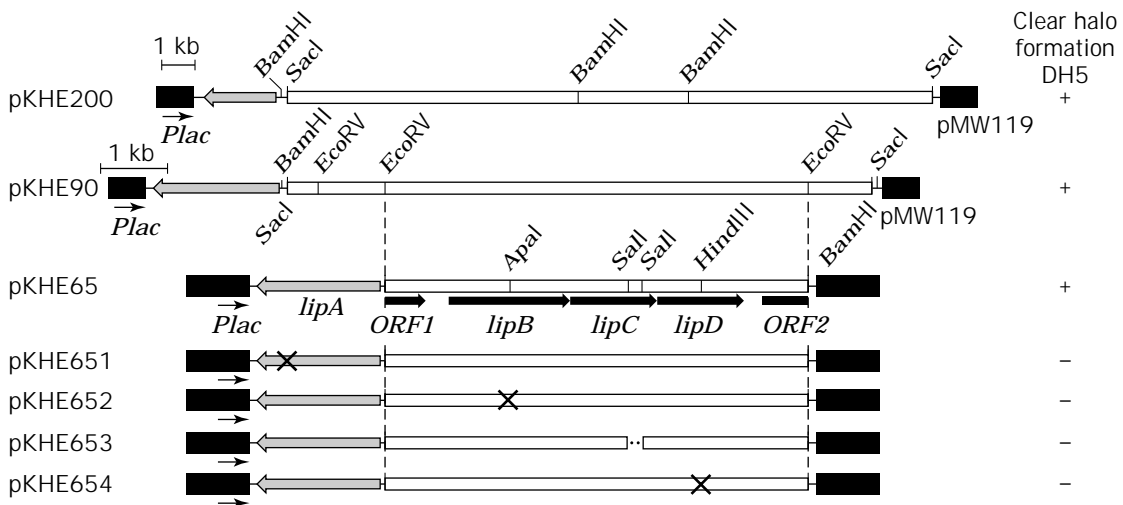 Clear halo
formation
DH5
1 kb
BamHI
SacI
BamHI
BamHI
SacI
pKHE200
Plac
pMW119
+
1 kb
BamHI
EcoRV
EcoRV
EcoRV
SacI
pKHE90
Plac
SacI
pMW119
+
ApaI
SalI
SalI
HindIII
BamHI
pKHE65
Plac
lipA
ORF1
lipB
lipC
lipD
ORF2
+
pKHE651
−
pKHE652
−
pKHE653
−
pKHE654
−